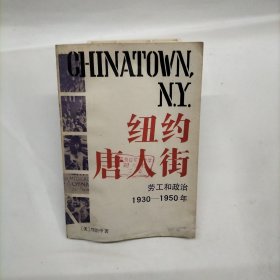 CHINATOWN,
N.Y.
纽约
唐人街
劳工和政治
1930—1950年